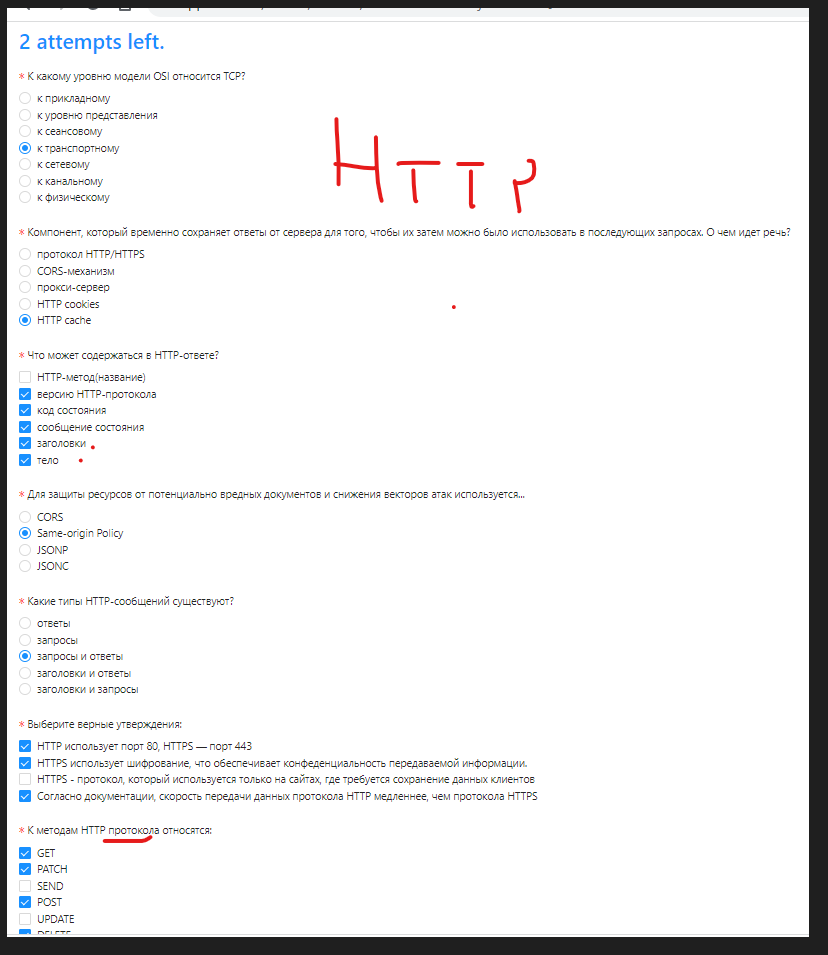 2 attempts left.
* К какому уровню модели OSI относится TCP?
к прикладному
к уровню представления
к сеансовому
к транспортному
к сетевому
к канальному
к физическому
HTTP
* Компонент, который временно сохраняет ответы от сервера для того, чтобы их затем можно было использовать в последующих запросах. О чем идет речь?
протокол HTTP/HTTPS
CORS-механизм
прокси-сервер
HTTP cookies
HTTP cache
* Что может содержаться в HTTP-ответе?
HTTP-метод(название)
версию HTTP-протокола
код состояния
сообщение состояния
заголовки
тело
* Для защиты ресурсов от потенциально вредных документов и снижения векторов атак используется...
CORS
Same-origin Policy
JSONP
JSONC
* Какие типы HTTP-сообщений существуют?
ответы
запросы
запросы и ответы
заголовки и ответы
заголовки и запросы
* Выберите верные утверждения:
HTTP использует порт 80, HTTPS — порт 443
HTTPS использует шифрование, что обеспечивает конфеденциальность передаваемой информации.
HTTPS - протокол, который используется только на сайтах, где требуется сохранение данных клиентов
Согласно документации, скорость передачи данных протокола HTTP медленнее, чем протокола HTTPS
* К методам HTTP протокола относятся:
GET
PATCH
SEND
POST
UPDATE
DELETE